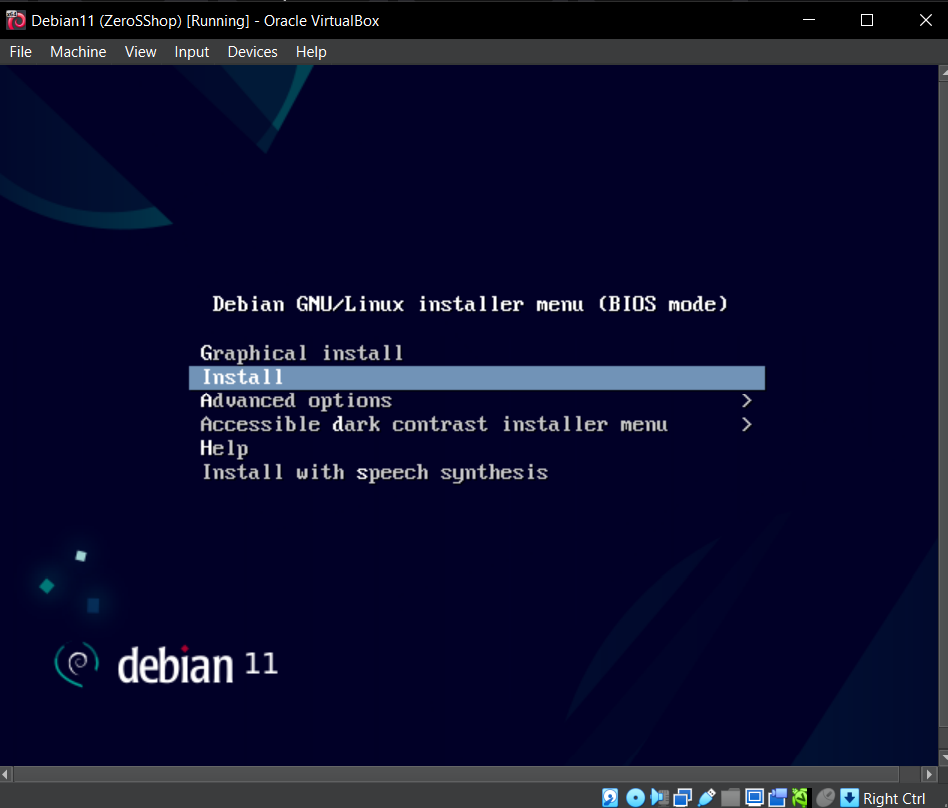 Debian11 (ZeroSShop) [Running] - Oracle VirtualBox
File Machine View Input Devices Help
Debian GNU/Linux installer menu (BIOS mode)
Graphical install
Install
Advanced options >
Accessible dark contrast installer menu >
Help
Install with speech synthesis
debian 11
Right Ctrl